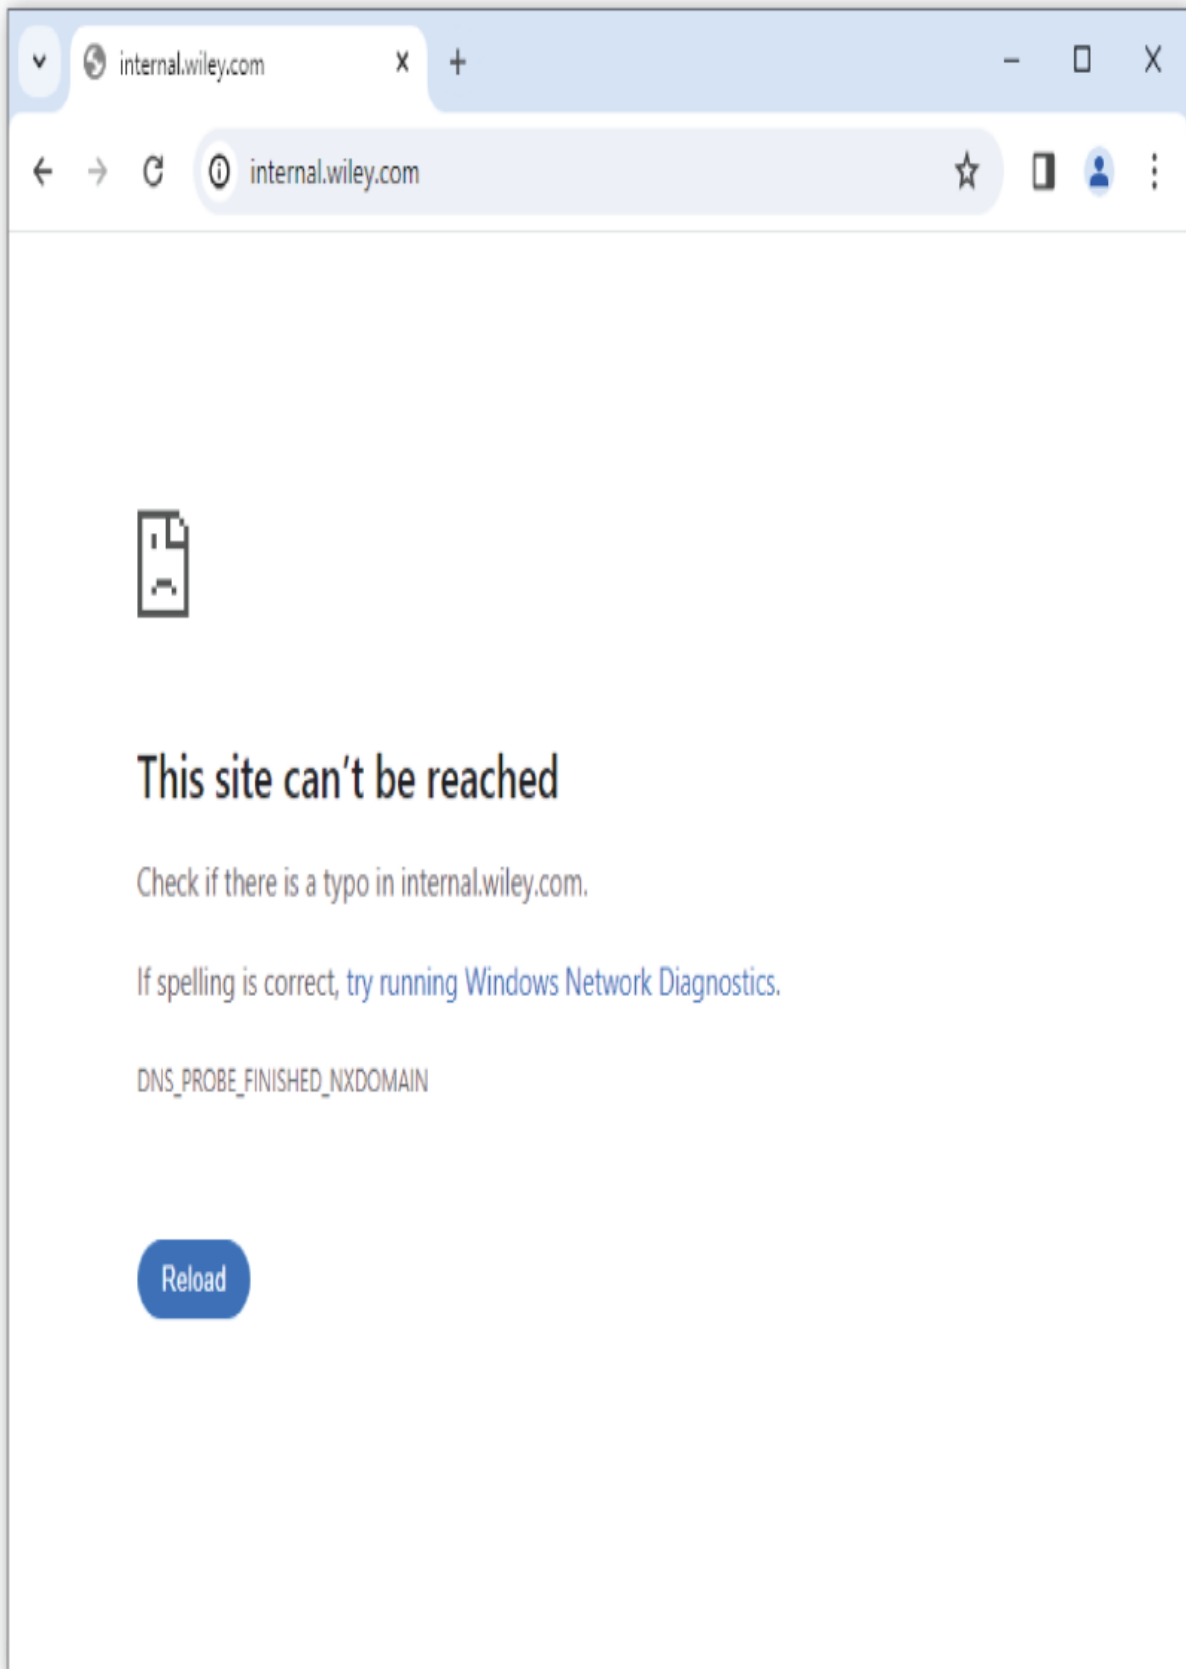 internal.wiley.com
internal.wiley.com
This site can't be reached
Check if there is a typo in internal.wiley.com.
If spelling is correct, try running Windows Network Diagnostics.
DNS_PROBE_FINISHED_NXDOMAIN
Reload